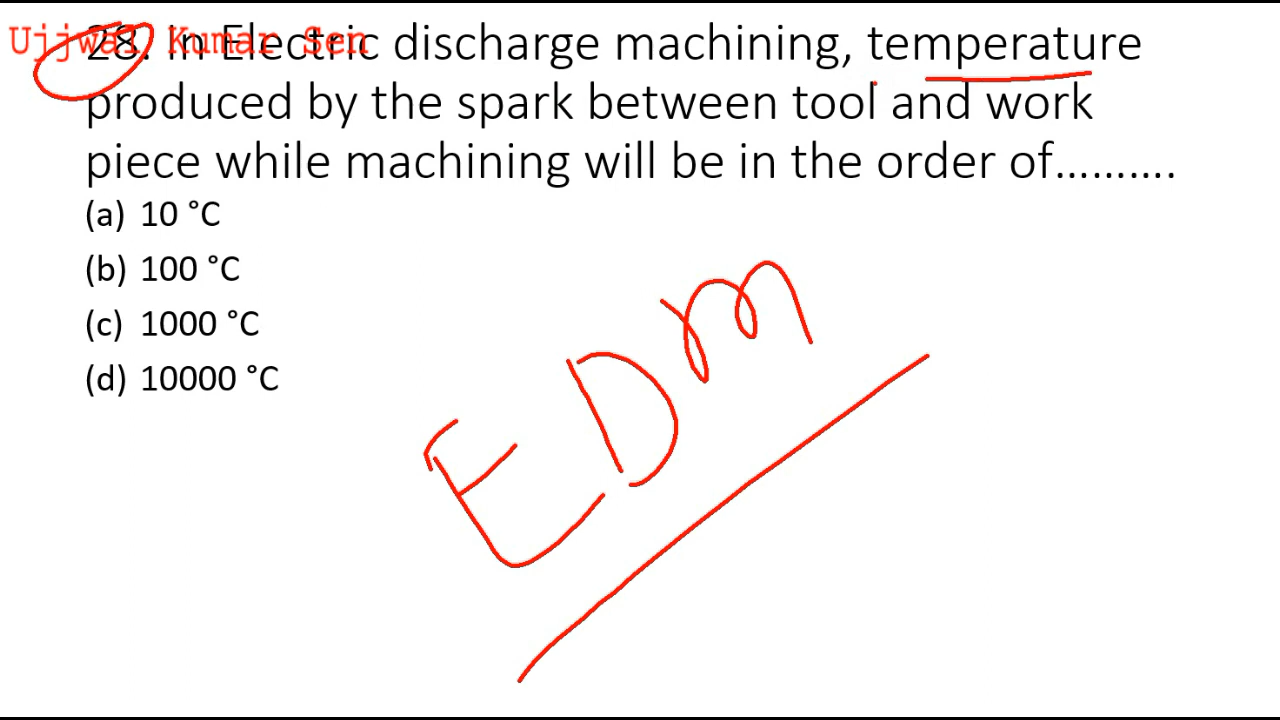 Ujjwal Kumar Sen
28. In Electric discharge machining, temperature
produced by the spark between tool and work
piece while machining will be in the order of..........
(a) 10 °C
(b) 100 °C
(c) 1000 °C
(d) 10000 °C
EDM